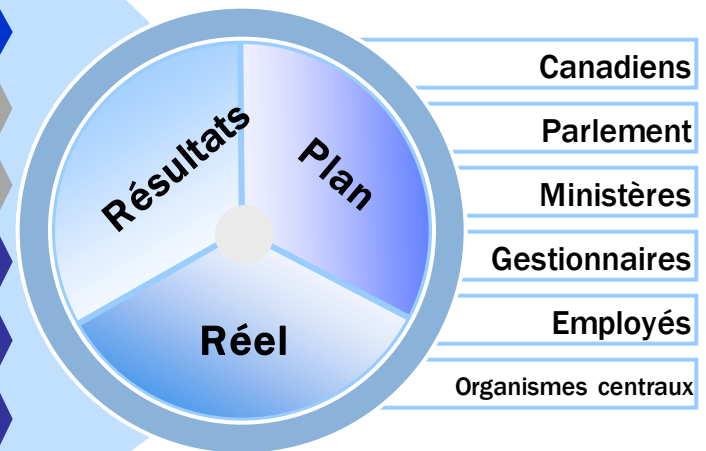 Résultats
Plan
Réel
Canadiens
Parlement
Ministères
Gestionnaires
Employés
Organismes centraux